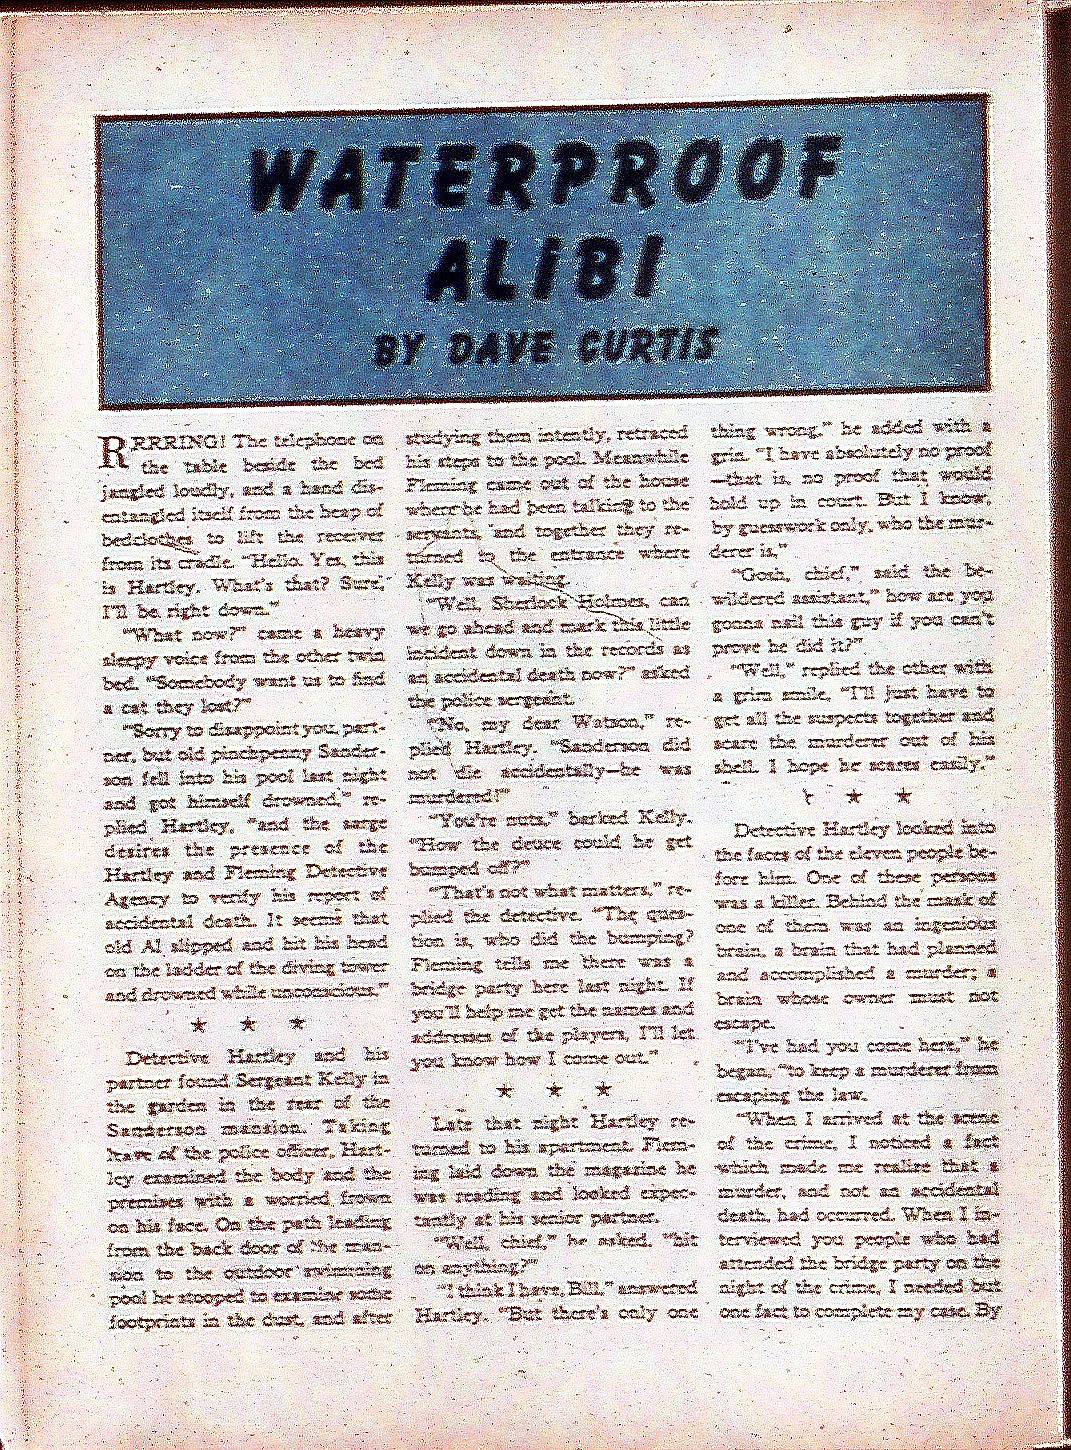 WATERPROOF
ALIBI
BY DAVE CURTIS
RRRRING! The telephone on
the table beside the bed
jangled loudly, and a hand dis-
entangled itself from the heap of
bedclothes to lift the receiver
from its cradle. "Hello. Yes, this
is Hartley. What's that? Sure,
I'll be right down."
"What now?" came a heavy
sleepy voice from the other twin
bed. "Somebody want us to find
a cat they lost?"
"Sorry to disappoint you, part-
ner, but old pinchpenny Sander-
son fell into his pool last night
and got himself drowned," re-
plied Hartley, "and the sarge
desires the presence of the
Hartley and Fleming Detective
Agency to verify his report of
accidental death. It seems that
old Al slipped and hit his head
on the ladder of the diving tower
and drowned while unconscious."
★ ★ ★
Detective Hartley and his
partner found Sergeant Kelly in
the garden in the rear of the
Sanderson mansion. Taking
leave of the police officer, Hart-
ley examined the body and the
premises with a worried frown
on his face. On the path leading
from the back door of the man-
sion to the outdoor swimming
pool he stooped to examine some
footprints in the dust, and after
studying them intently, retraced
his steps to the pool. Meanwhile
Fleming came out of the house
where he had been talking to the
servants, and together they re-
turned to the entrance where
Kelly was waiting.
"Well, Sherlock Holmes, can
we go ahead and mark this little
incident down in the records as
an accidental death now?" asked
the police sergeant.
"No, my dear Watson," re-
plied Hartley. "Sanderson did
not die accidentally—he was
murdered!"
"You're nuts," barked Kelly.
"How the deuce could he get
bumped off?"
"That's not what matters," re-
plied the detective. "The ques-
tion is, who did the bumping?
Fleming tells me there was a
bridge party here last night. If
you'll help me get the names and
addresses of the players, I'll let
you know how I come out."
★ ★ ★
Late that night Hartley re-
turned to his apartment. Flem-
ing laid down the magazine he
was reading and looked expec-
tantly at his senior partner.
"Well, chief," he asked, "hit
on anything?"
"I think I have, Bill," answered
Hartley. "But there's only one
thing wrong," he added with a
grin. "I have absolutely no proof
—that is, no proof that would
hold up in court. But I know,
by guesswork only, who the mur-
derer is."
"Gosh, chief," said the be-
wildered assistant," how are you
gonna nail this guy if you can't
prove he did it?"
"Well," replied the other with
a grim smile, "I'll just have to
get all the suspects together and
scare the murderer out of his
shell. I hope he scares easily."
★ ★ ★
Detective Hartley looked into
the faces of the eleven people be-
fore him. One of these persons
was a killer. Behind the mask of
one of them was an ingenious
brain, a brain that had planned
and accomplished a murder; a
brain whose owner must not
escape.
"I've had you come here," he
began, "to keep a murderer from
escaping the law.
"When I arrived at the scene
of the crime, I noticed a fact
which made me realize that a
murder, and not an accidental
death, had occurred. When I in-
terviewed you people who had
attended the bridge party on the
night of the crime, I needed but
one fact to complete my case. By